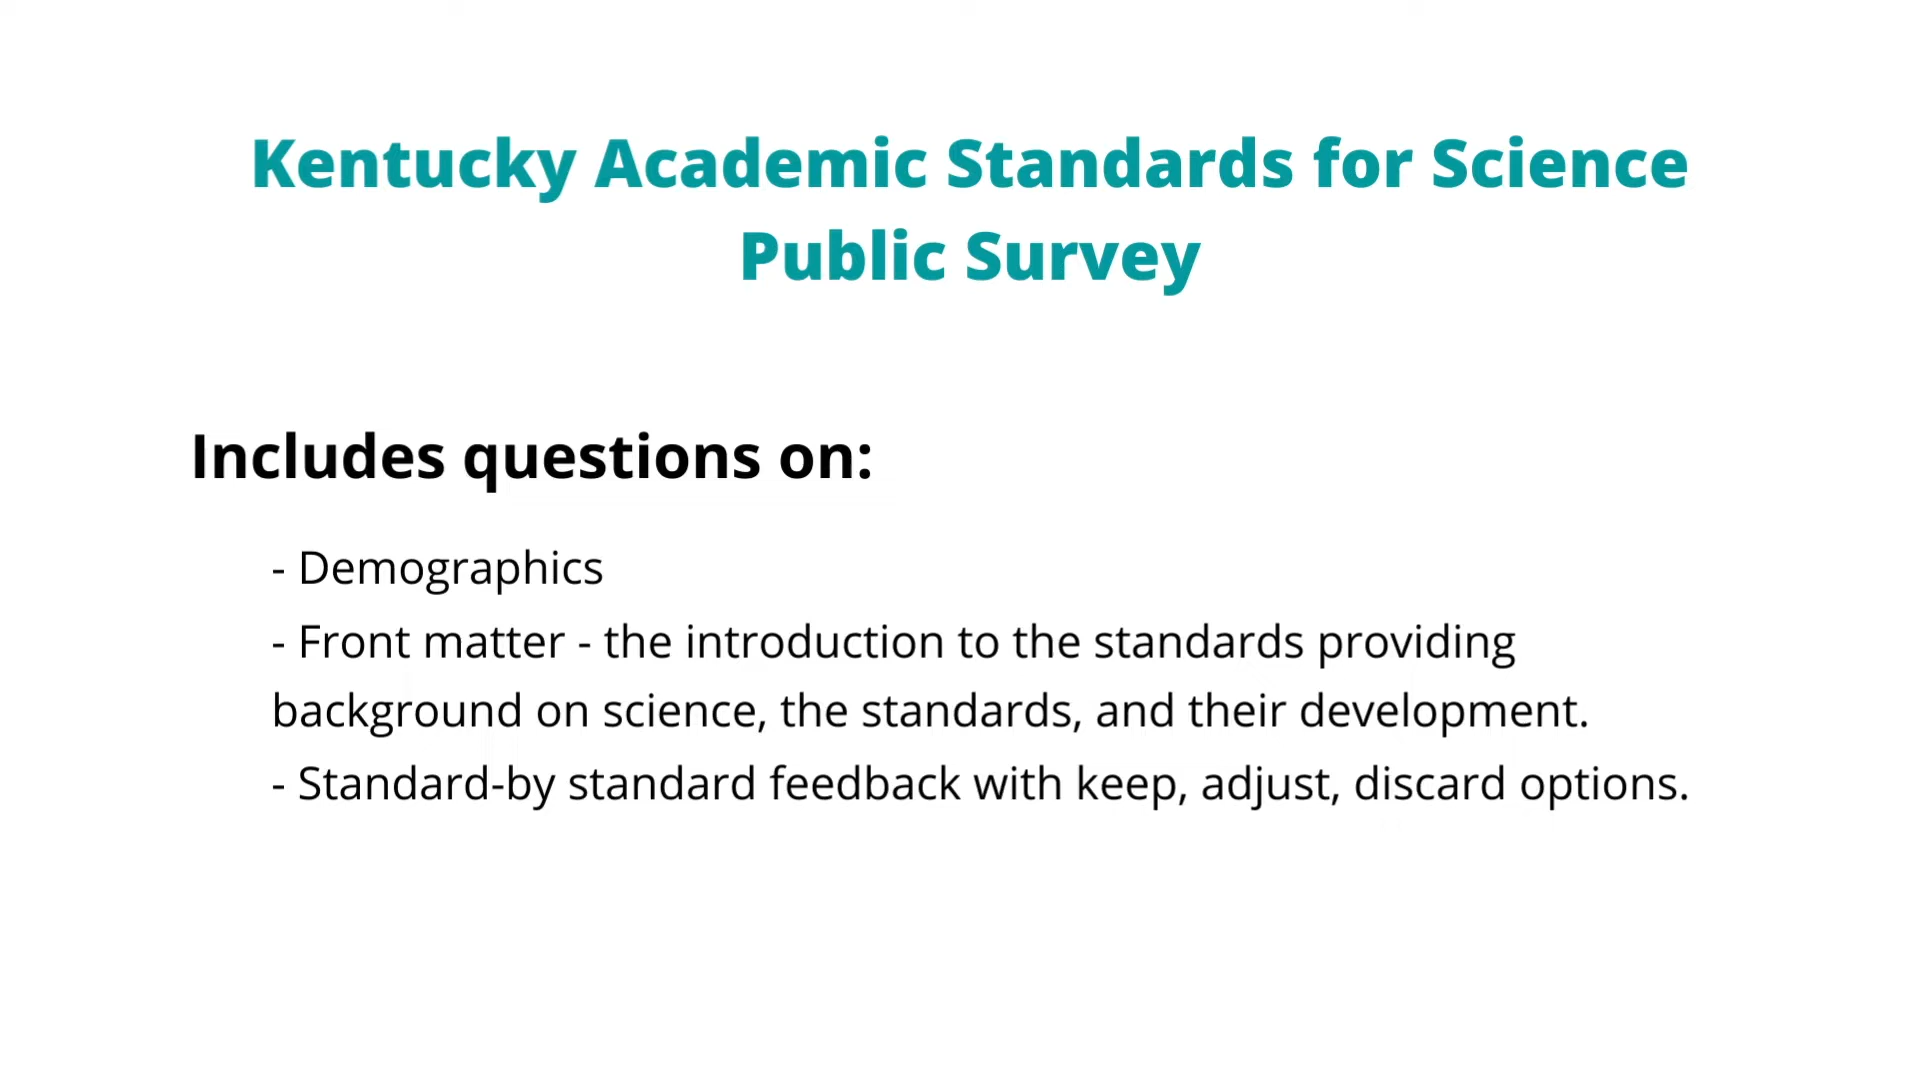 Kentucky Academic Standards for Science
Public Survey
Includes questions on:
- Demographics
- Front matter - the introduction to the standards providing
background on science, the standards, and their development.
- Standard-by standard feedback with keep, adjust, discard options.